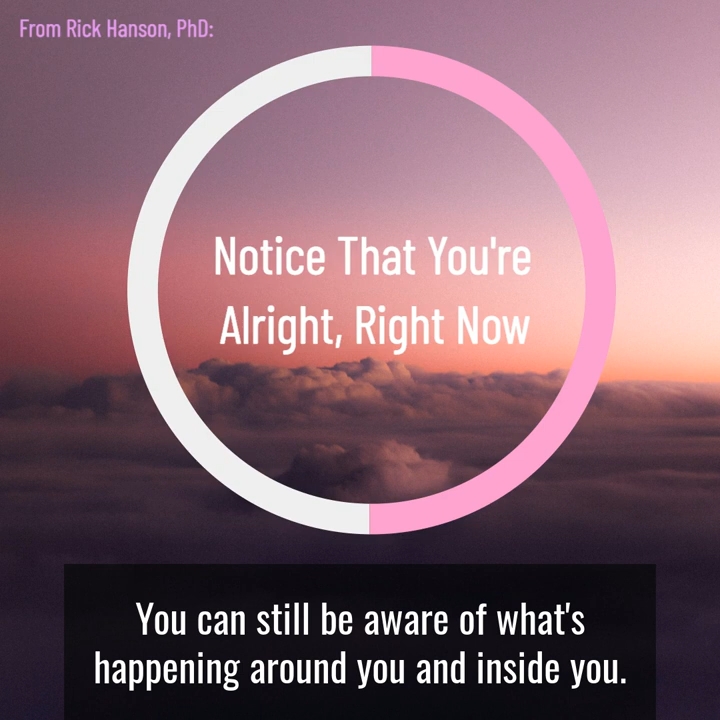 From Rick Hanson, PhD:
Notice That You're
Alright, Right Now
You can still be aware of what's
happening around you and inside you.